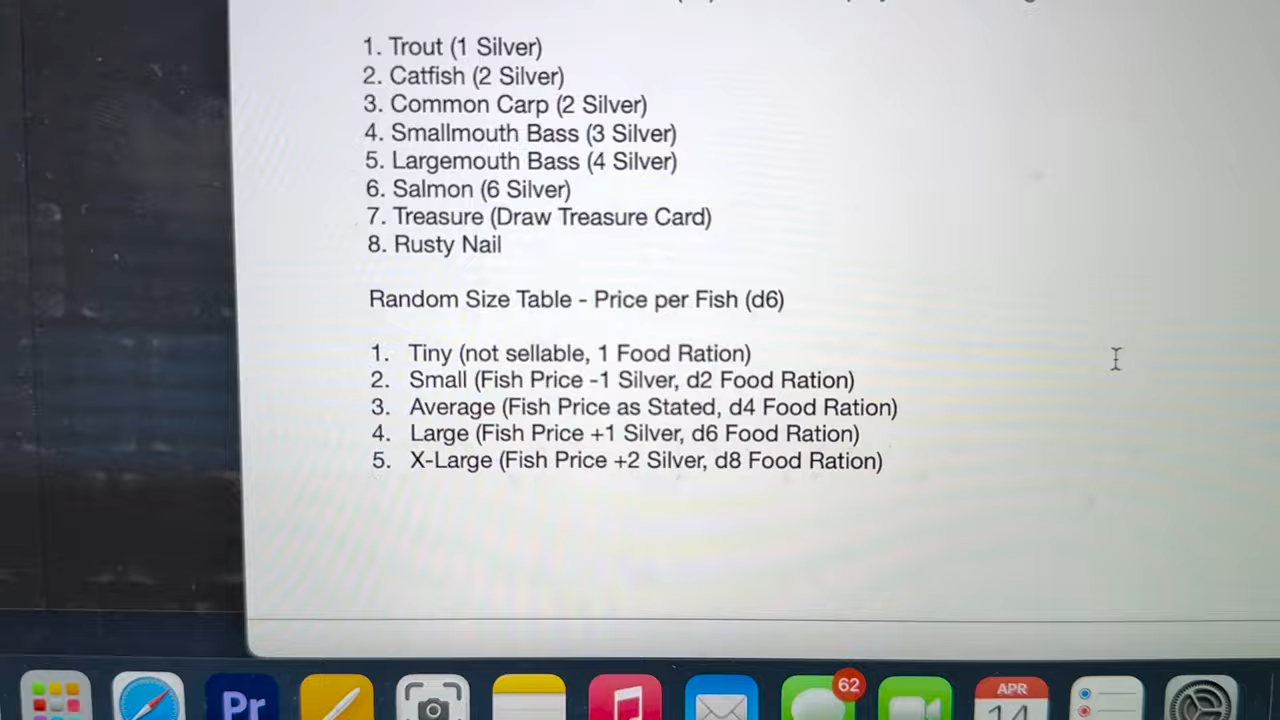 1. Trout (1 Silver)
2. Catfish (2 Silver)
3. Common Carp (2 Silver)
4. Smallmouth Bass (3 Silver)
5. Largemouth Bass (4 Silver)
6. Salmon (6 Silver)
7. Treasure (Draw Treasure Card)
8. Rusty Nail
Random Size Table - Price per Fish (d6)
1. Tiny (not sellable, 1 Food Ration)
2. Small (Fish Price -1 Silver, d2 Food Ration)
3. Average (Fish Price as Stated, d4 Food Ration)
4. Large (Fish Price +1 Silver, d6 Food Ration)
5. X-Large (Fish Price +2 Silver, d8 Food Ration)
Pr
62
APR
14